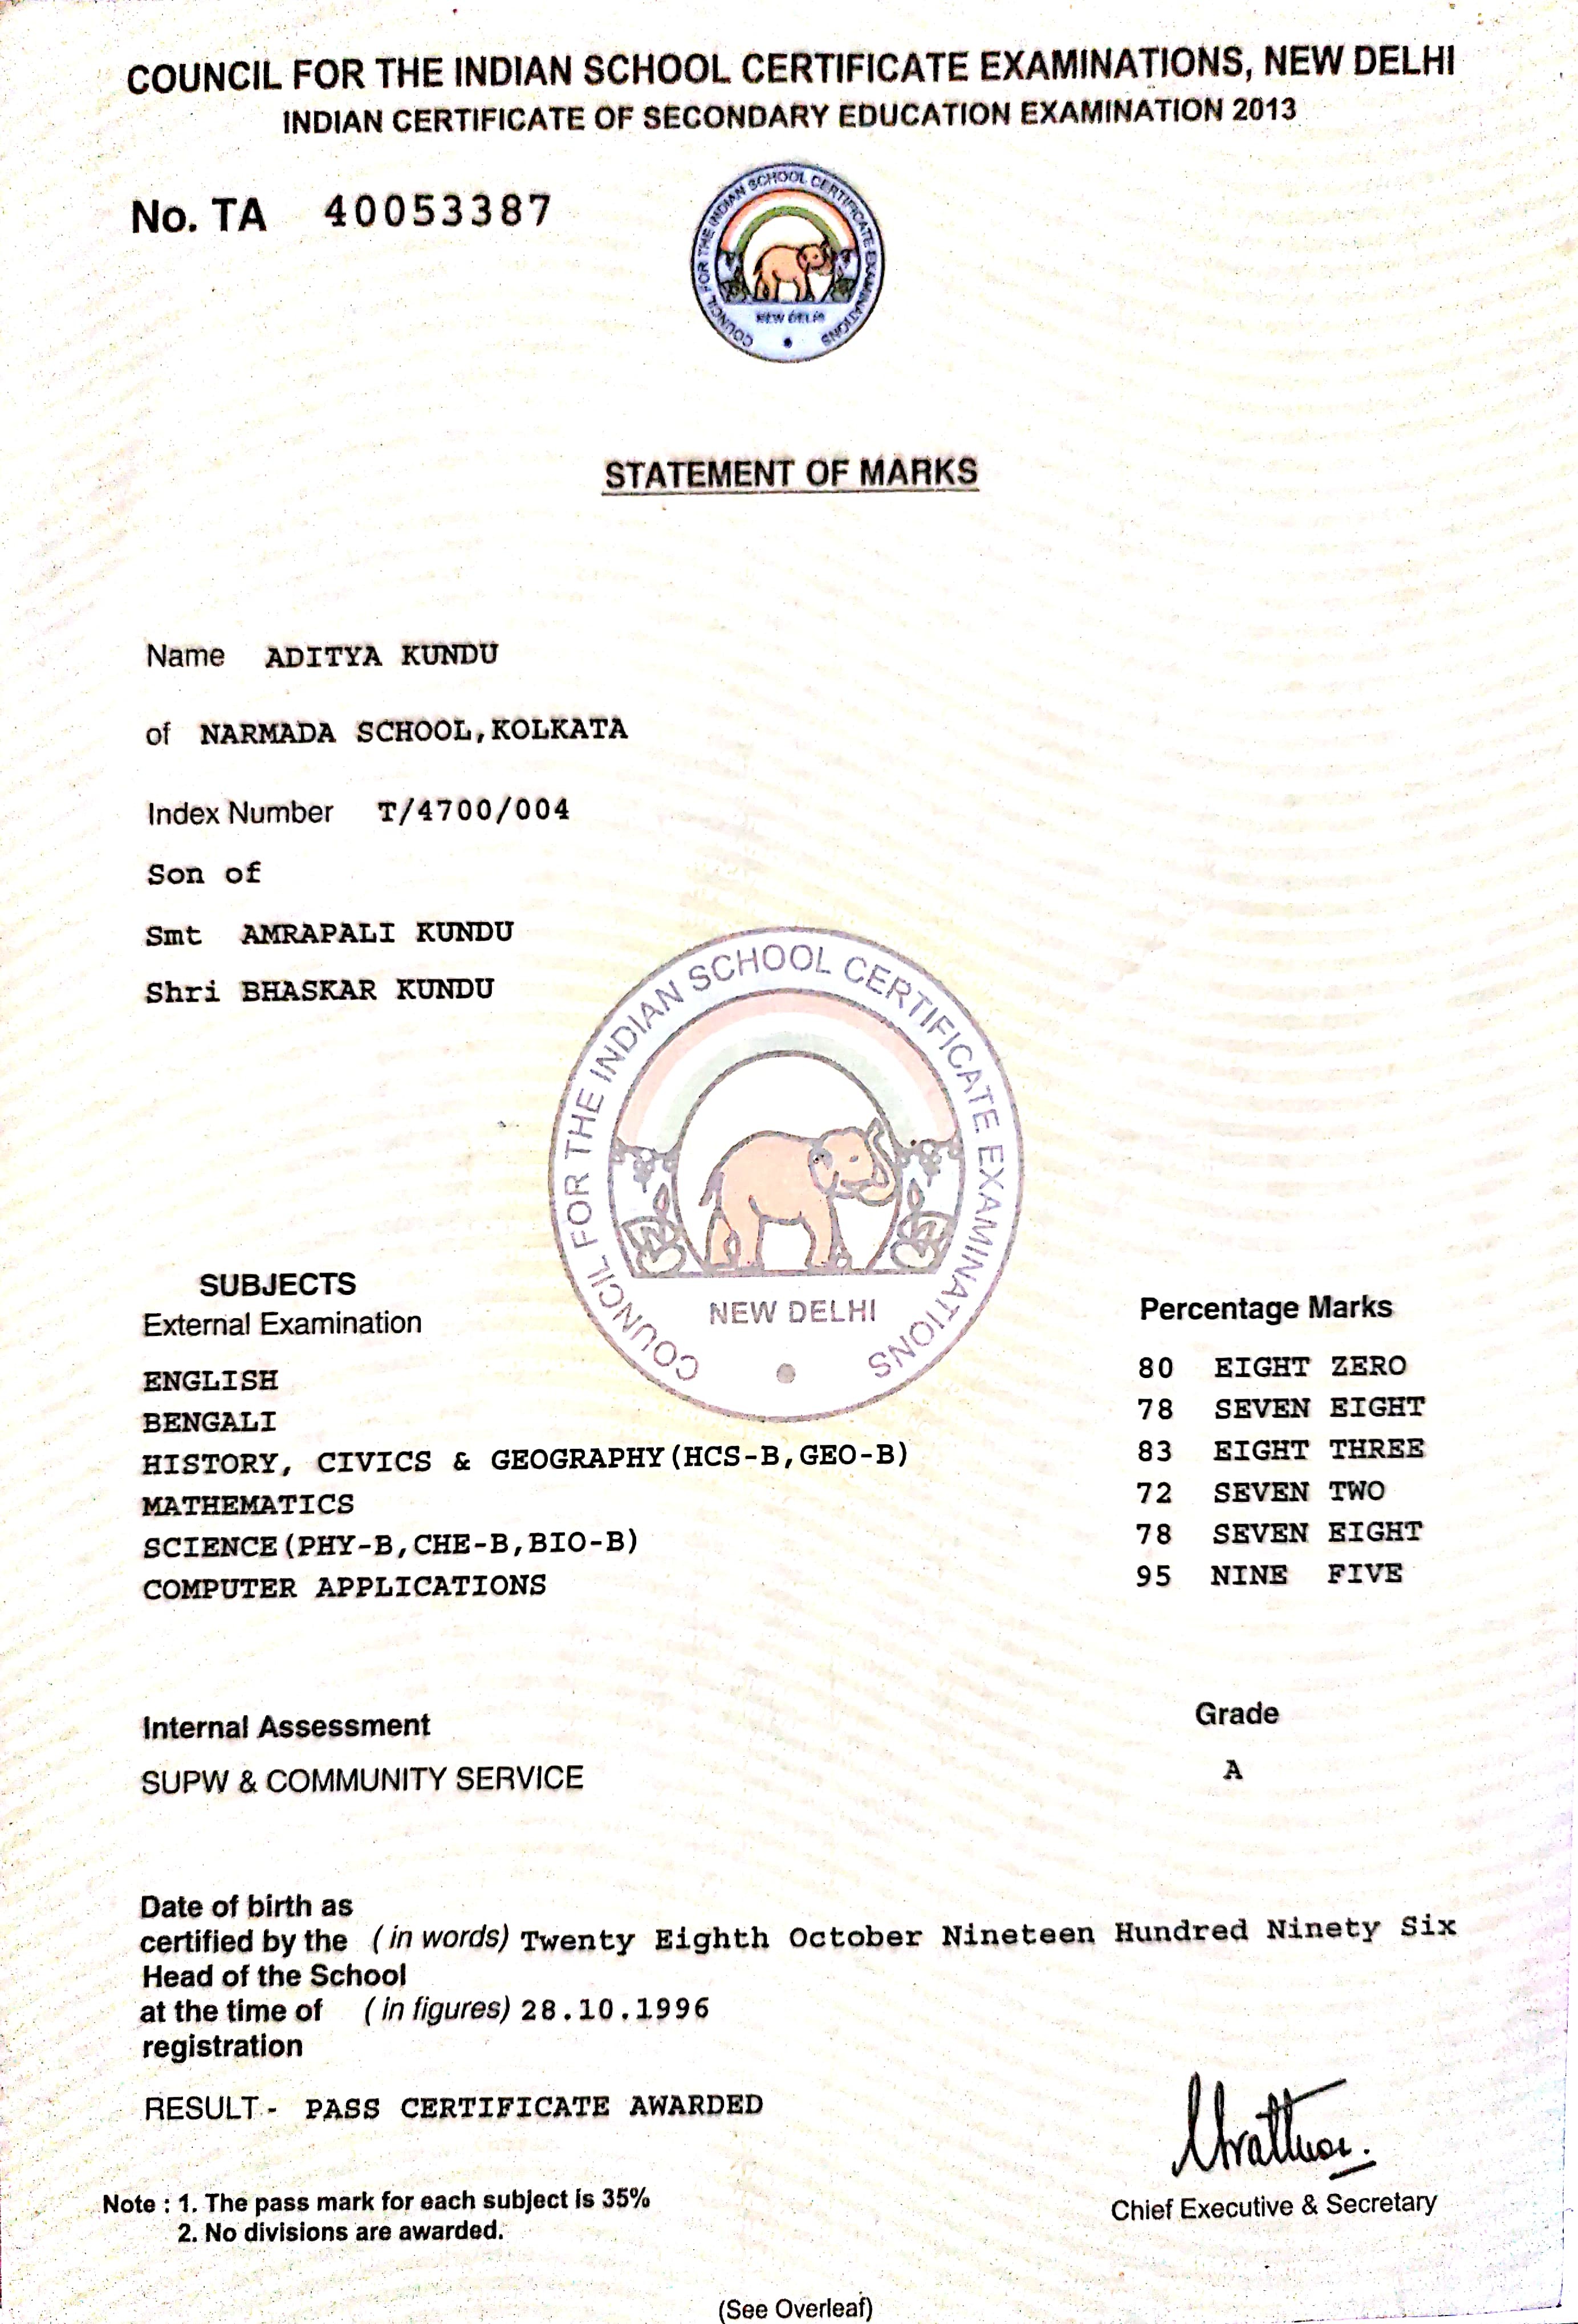 COUNCIL FOR THE INDIAN SCHOOL CERTIFICATE EXAMINATIONS, NEW DELHI
INDIAN CERTIFICATE OF SECONDARY EDUCATION EXAMINATION 2013
No. TA 40053387
COUNCIL FOR THE INDIAN SCHOOL CERTIFICATE EXAMINATIONS
NEW DELHI
STATEMENT OF MARKS
Name ADITYA KUNDU
of NARMADA SCHOOL,KOLKATA
Index Number T/4700/004
Son of
Smt AMRAPALI KUNDU
Shri BHASKAR KUNDU
COUNCIL FOR THE INDIAN SCHOOL CERTIFICATE EXAMINATIONS
NEW DELHI
SUBJECTS
External Examination Percentage Marks
ENGLISH 80 EIGHT ZERO
BENGALI 78 SEVEN EIGHT
HISTORY, CIVICS & GEOGRAPHY(HCS-B,GEO-B) 83 EIGHT THREE
MATHEMATICS 72 SEVEN TWO
SCIENCE(PHY-B,CHE-B,BIO-B) 78 SEVEN EIGHT
COMPUTER APPLICATIONS 95 NINE FIVE
Internal Assessment Grade
SUPW & COMMUNITY SERVICE A
Date of birth as
certified by the (in words) Twenty Eighth October Nineteen Hundred Ninety Six
Head of the School
at the time of (in figures) 28.10.1996
registration
RESULT - PASS CERTIFICATE AWARDED
Note : 1. The pass mark for each subject is 35%
2. No divisions are awarded.
Chief Executive & Secretary
(See Overleaf)